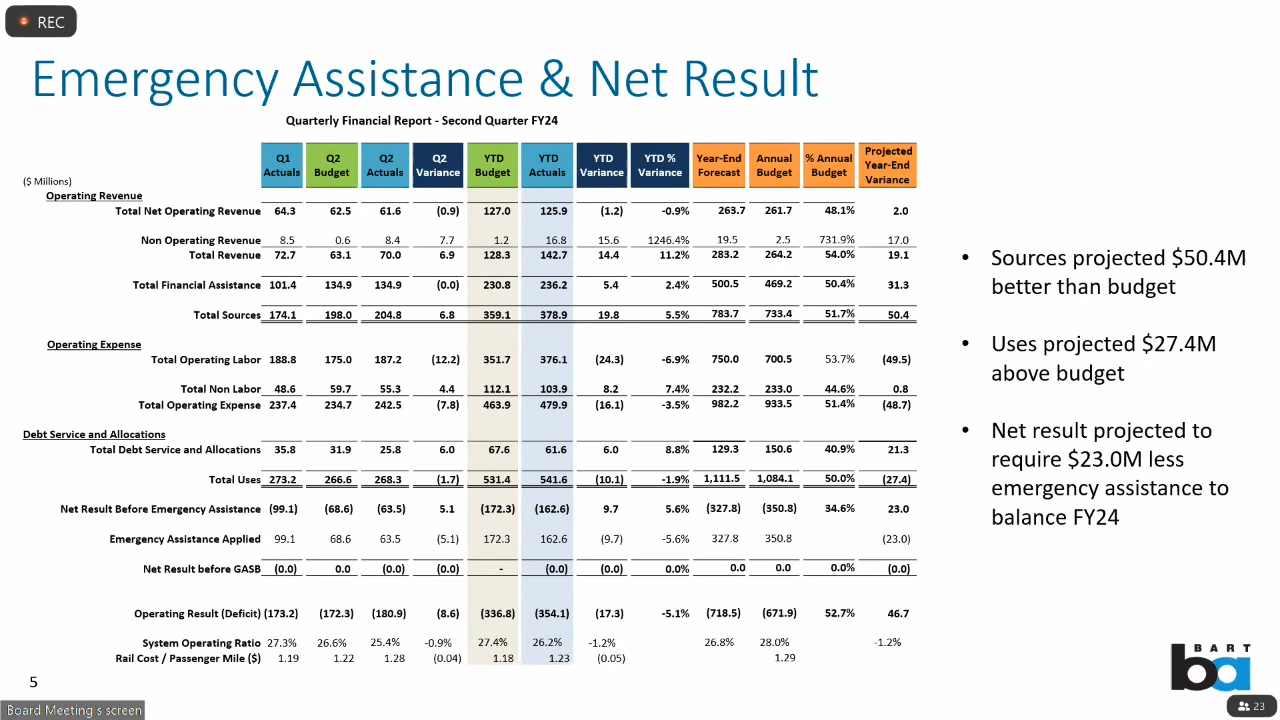 REC
Emergency Assistance & Net Result
Quarterly Financial Report - Second Quarter FY24
($ Millions) Q1 Actuals Q2 Budget Q2 Actuals Q2 Variance YTD Budget YTD Actuals YTD Variance YTD % Variance Year-End Forecast Annual Budget % Annual Budget Projected Year-End Variance
Operating Revenue
Total Net Operating Revenue 64.3 62.5 61.6 (0.9) 127.0 125.9 (1.2) -0.9% 263.7 261.7 48.1% 2.0
Non Operating Revenue 8.5 0.6 8.4 7.7 1.2 16.8 15.6 1246.4% 19.5 2.5 731.9% 17.0
Total Revenue 72.7 63.1 70.0 6.9 128.3 142.7 14.4 11.2% 283.2 264.2 54.0% 19.1
Total Financial Assistance 101.4 134.9 134.9 (0.0) 230.8 236.2 5.4 2.4% 500.5 469.2 50.4% 31.3
Total Sources 174.1 198.0 204.8 6.8 359.1 378.9 19.8 5.5% 783.7 733.4 51.7% 50.4
Operating Expense
Total Operating Labor 188.8 175.0 187.2 (12.2) 351.7 376.1 (24.3) -6.9% 750.0 700.5 53.7% (49.5)
Total Non Labor 48.6 59.7 55.3 4.4 112.1 103.9 8.2 7.4% 232.2 233.0 44.6% 0.8
Total Operating Expense 237.4 234.7 242.5 (7.8) 463.9 479.9 (16.1) -3.5% 982.2 933.5 51.4% (48.7)
Debt Service and Allocations
Total Debt Service and Allocations 35.8 31.9 25.8 6.0 67.6 61.6 6.0 8.8% 129.3 150.6 40.9% 21.3
Total Uses 273.2 266.6 268.3 (1.7) 531.4 541.6 (10.1) -1.9% 1,111.5 1,084.1 50.0% (27.4)
Net Result Before Emergency Assistance (99.1) (68.6) (63.5) 5.1 (172.3) (162.6) 9.7 5.6% (327.8) (350.8) 34.6% 23.0
Emergency Assistance Applied 99.1 68.6 63.5 (5.1) 172.3 162.6 (9.7) -5.6% 327.8 350.8 (23.0)
Net Result before GASB (0.0) 0.0 (0.0) (0.0) - (0.0) (0.0) 0.0% 0.0 0.0 0.0% (0.0)
Operating Result (Deficit) (173.2) (172.3) (180.9) (8.6) (336.8) (354.1) (17.3) -5.1% (718.5) (671.9) 52.7% 46.7
System Operating Ratio 27.3% 26.6% 25.4% -0.9% 27.4% 26.2% -1.2% 26.8% 28.0% -1.2%
Rail Cost / Passenger Mile ($) 1.19 1.22 1.28 (0.04) 1.18 1.23 (0.05) 1.29
• Sources projected $50.4M
better than budget
• Uses projected $27.4M
above budget
• Net result projected to
require $23.0M less
emergency assistance to
balance FY24
BART
ba
5
Board Meeting's screen
23